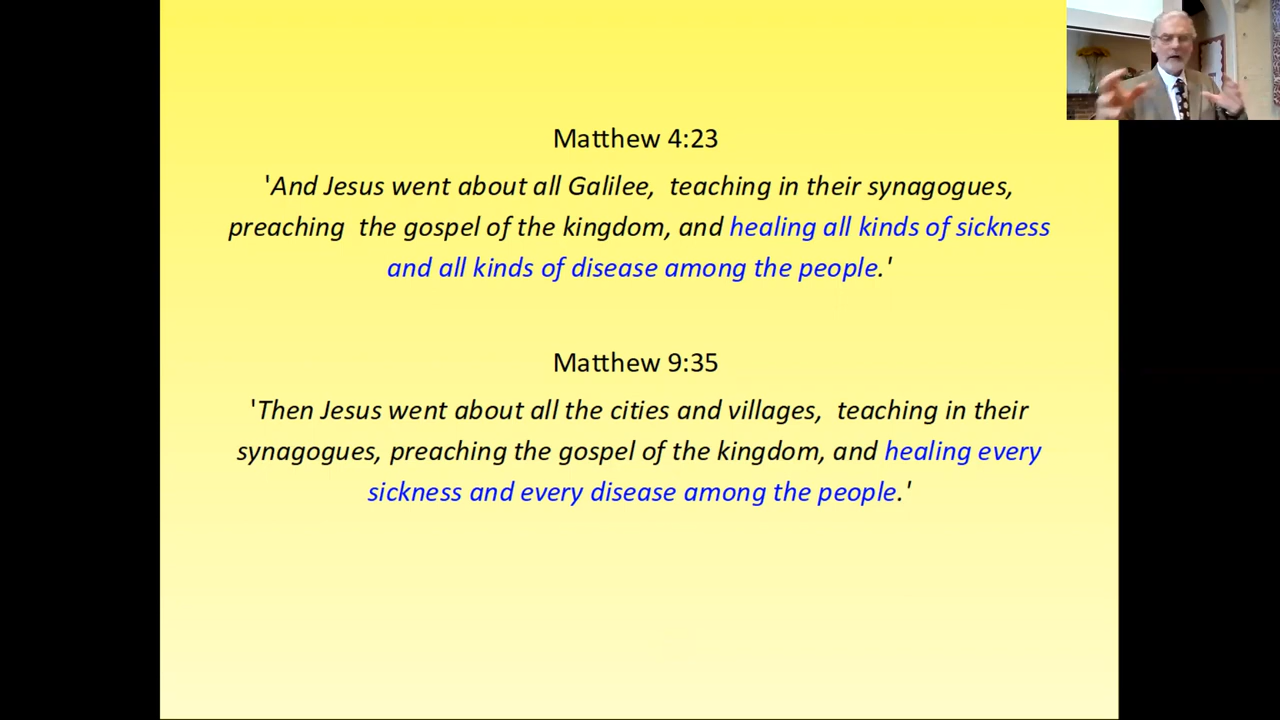 Matthew 4:23
'And Jesus went about all Galilee,  teaching in their synagogues,
preaching  the gospel of the kingdom, and healing all kinds of sickness
and all kinds of disease among the people.'
Matthew 9:35
'Then Jesus went about all the cities and villages,  teaching in their
synagogues, preaching the gospel of the kingdom, and healing every
sickness and every disease among the people.'